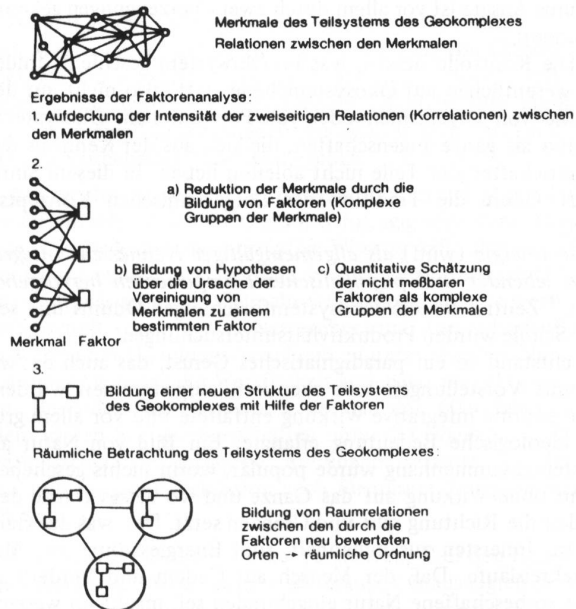 Merkmale des Teilsystems des Geokomplexes
Relationen zwischen den Merkmalen
Ergebnisse der Faktorenanalyse:
1. Aufdeckung der Intensität der zweiseitigen Relationen (Korrelationen) zwischen
den Merkmalen
2.
a) Reduktion der Merkmale durch die
Bildung von Faktoren (Komplexe
Gruppen der Merkmale)
b) Bildung von Hypothesen
über die Ursache der
Vereinigung von
Merkmalen zu einem
bestimmten Faktor
c) Quantitative Schätzung
der nicht meßbaren
Faktoren als komplexe
Gruppen der Merkmale
Merkmal Faktor
3.
Bildung einer neuen Struktur des Teilsystems
des Geokomplexes mit Hilfe der Faktoren
Räumliche Betrachtung des Teilsystems des Geokomplexes:
Bildung von Raumrelationen
zwischen den durch die
Faktoren neu bewerteten
Orten → räumliche Ordnung